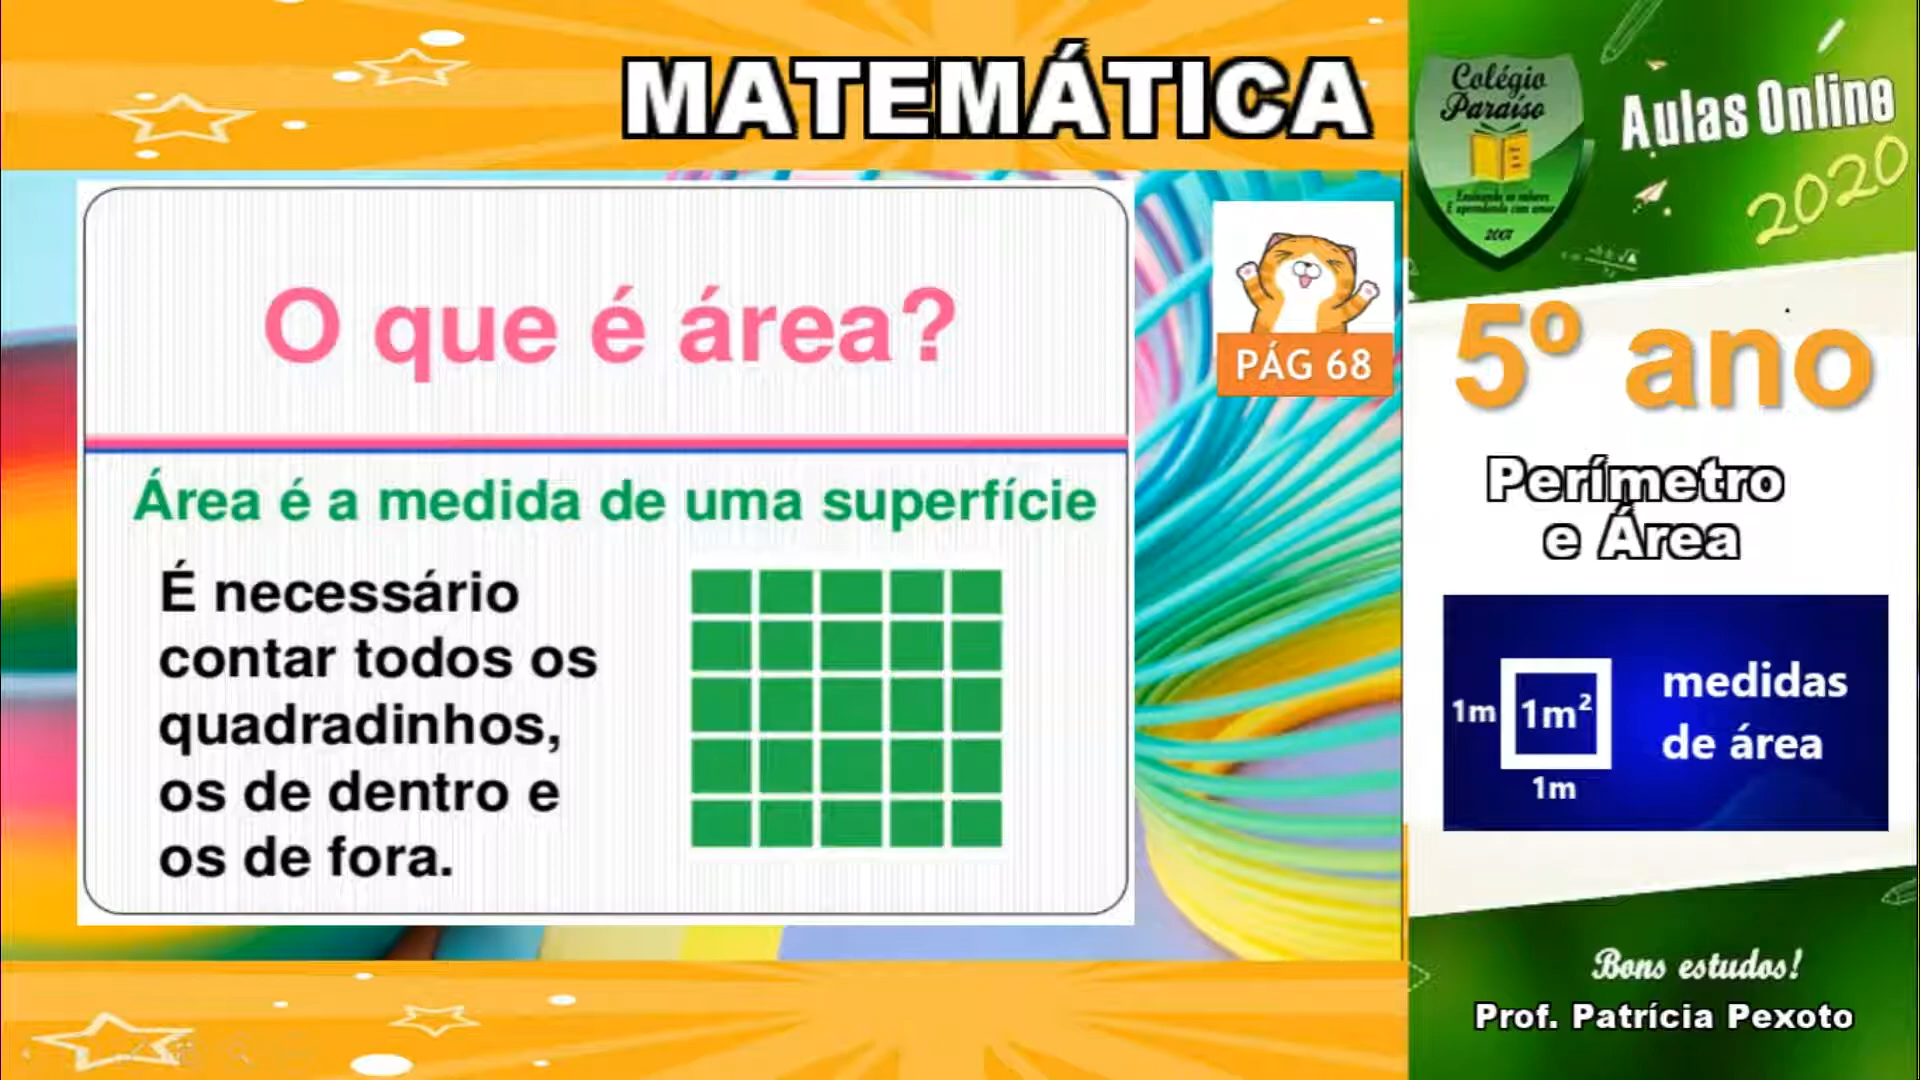 MATEMÁTICA
O que é área?
Área é a medida de uma superfície
É necessário
contar todos os
quadradinhos,
os de dentro e
os de fora.
PÁG 68
Colégio
Paraíso
2007
Aulas Online
2020
5º ano
Perímetro
e Área
1m
1m²
1m
medidas
de área
Bons estudos!
Prof. Patrícia Pexoto